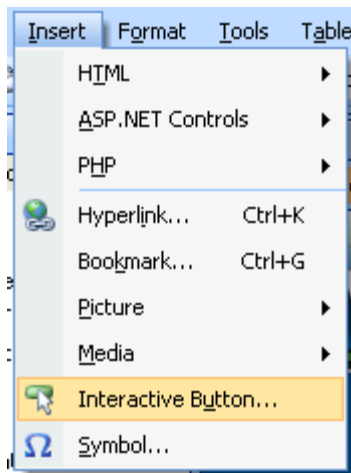 Insert Format Tools Table
HTML
ASP.NET Controls
PHP
Hyperlink... Ctrl+K
Bookmark... Ctrl+G
Picture
Media
Interactive Button...
Symbol...